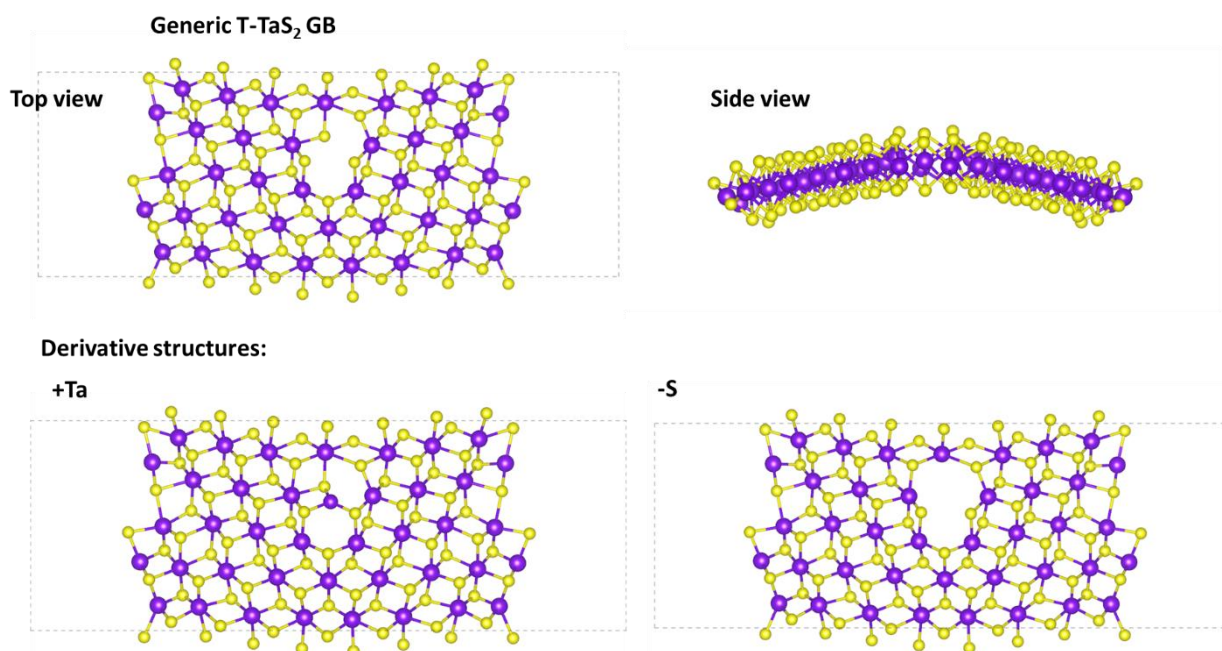 Generic T-TaS₂ GB
Top view
Side view
Derivative structures:
+Ta
-S